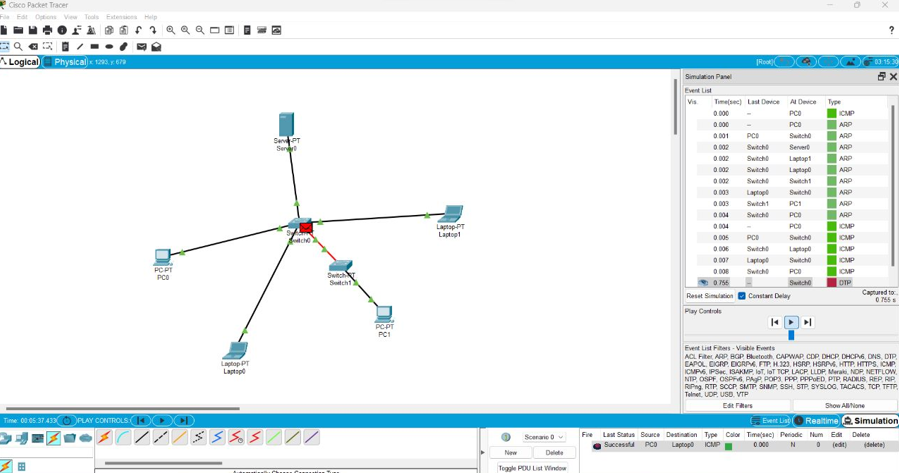 Cisco Packet Tracer
File Edit Options View Tools Extensions Help
Logical Physical x: 1293, y: 679
[Root] 03:15:30
Server-PT
Server0
Switch0
Laptop-PT
Laptop1
PC-PT
PC0
Switch-PT
Switch1
PC-PT
PC1
Laptop-PT
Laptop0
Simulation Panel
Event List
Vis. Time(sec) Last Device At Device Type
0.000 -- PC0 ICMP
0.000 -- PC0 ARP
0.001 PC0 Switch0 ARP
0.002 Switch0 Server0 ARP
0.002 Switch0 Laptop1 ARP
0.002 Switch0 Laptop0 ARP
0.002 Switch0 Switch1 ARP
0.003 Laptop0 Switch0 ARP
0.003 Switch1 PC1 ARP
0.004 Switch0 PC0 ARP
0.004 -- PC0 ICMP
0.005 PC0 Switch0 ICMP
0.006 Switch0 Laptop0 ICMP
0.007 Laptop0 Switch0 ICMP
0.008 Switch0 PC0 ICMP
0.755 -- Switch0 DTP
Reset Simulation Constant Delay Captured to:
0.755 s
Play Controls
Event List Filters - Visible Events
ACL Filter, ARP, BGP, Bluetooth, CAPWAP, CDP, DHCP, DHCPv6, DNS, DTP,
EAPOL, EIGRP, EIGRPv6, FTP, H.323, HSRP, HSRPv6, HTTP, HTTPS, ICMP,
ICMPv6, IPSec, ISAKMP, IoT, IoT TCP, LACP, LLDP, Meraki, NDP, NETFLOW,
NTP, OSPF, OSPFv6, PAgP, POP3, PPP, PPPoED, PTP, RADIUS, REP, RIP,
RIPng, RTP, SCCP, SMTP, SNMP, SSH, STP, SYSLOG, TACACS, TCP, TFTP,
Telnet, UDP, USB, VTP
Edit Filters Show All/None
Time: 00:05:37.433 PLAY CONTROLS: Event List Realtime Simulation
Scenario 0 Fire Last Status Source Destination Type Color Time(sec) Periodic Num Edit Delete
Successful PC0 Laptop0 ICMP 0.000 N 0 (edit) (delete)
New Delete
Toggle PDU List Window
Automatically Choose Connection Type